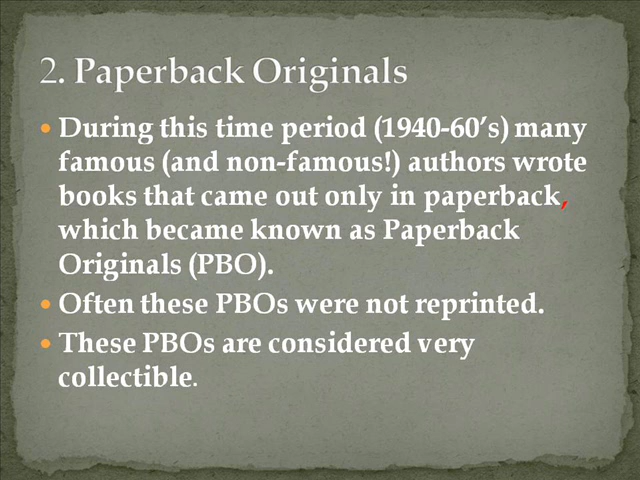 2. Paperback Originals
• During this time period (1940-60’s) many
famous (and non-famous!) authors wrote
books that came out only in paperback,
which became known as Paperback
Originals (PBO).
• Often these PBOs were not reprinted.
• These PBOs are considered very
collectible.